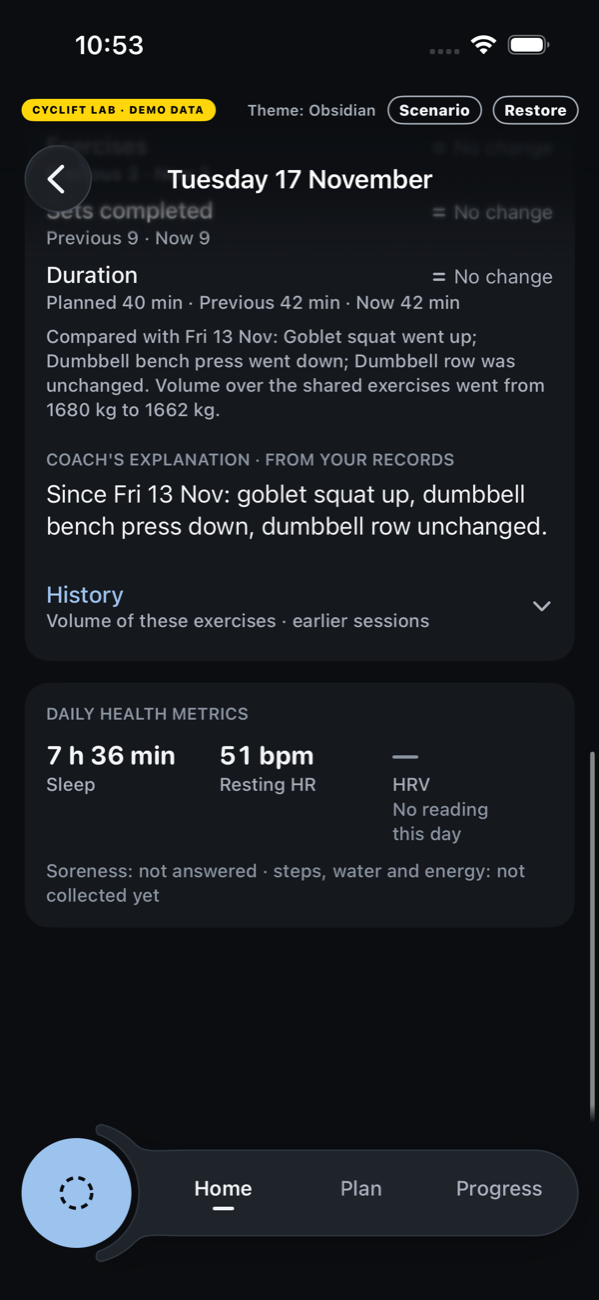 10:53
CYCLIFT LAB · DEMO DATA
Theme: Obsidian
Scenario
Restore
Exercises
= No change
Tuesday 17 November
Sets completed
= No change
Previous 9 · Now 9
Duration
= No change
Planned 40 min · Previous 42 min · Now 42 min
Compared with Fri 13 Nov: Goblet squat went up;
Dumbbell bench press went down; Dumbbell row was
unchanged. Volume over the shared exercises went from
1680 kg to 1662 kg.
COACH'S EXPLANATION · FROM YOUR RECORDS
Since Fri 13 Nov: goblet squat up, dumbbell
bench press down, dumbbell row unchanged.
History
Volume of these exercises · earlier sessions
DAILY HEALTH METRICS
7 h 36 min
Sleep
51 bpm
Resting HR
—
HRV
No reading
this day
Soreness: not answered · steps, water and energy: not
collected yet
Home
Plan
Progress